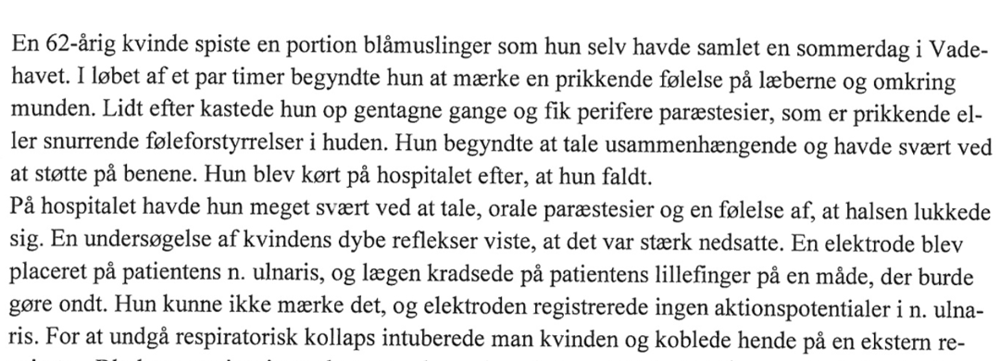 En 62-årig kvinde spiste en portion blåmuslinger som hun selv havde samlet en sommerdag i Vade-
havet. I løbet af et par timer begyndte hun at mærke en prikkende følelse på læberne og omkring
munden. Lidt efter kastede hun op gentagne gange og fik perifere paræstesier, som er prikkende el-
ler snurrende føleforstyrrelser i huden. Hun begyndte at tale usammenhængende og havde svært ved
at støtte på benene. Hun blev kørt på hospitalet efter, at hun faldt.
På hospitalet havde hun meget svært ved at tale, orale paræstesier og en følelse af, at halsen lukkede
sig. En undersøgelse af kvindens dybe reflekser viste, at det var stærk nedsatte. En elektrode blev
placeret på patientens n. ulnaris, og lægen kradsede på patientens lillefinger på en måde, der burde
gøre ondt. Hun kunne ikke mærke det, og elektroden registrerede ingen aktionspotentialer i n. ulna-
ris. For at undgå respiratorisk kollaps intuberede man kvinden og koblede hende på en ekstern re-